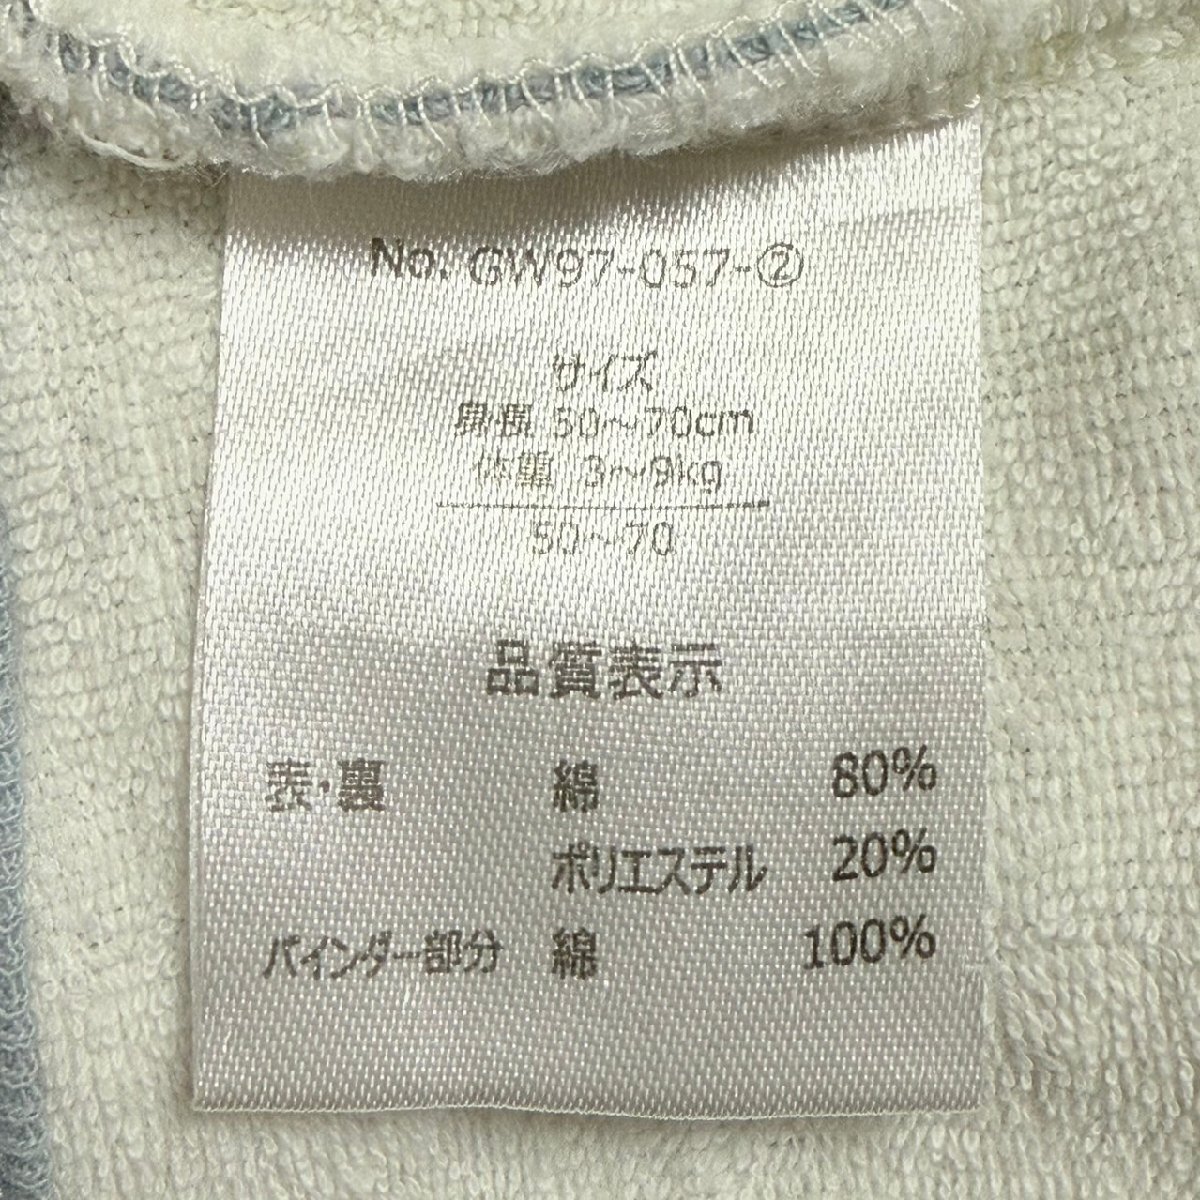 No. GW97-057-②
サイズ
身長 50～70cm
体重 3～9kg
50～70
品質表示
表・裏 綿 80%
ポリエステル 20%
バインダー部分 綿 100%